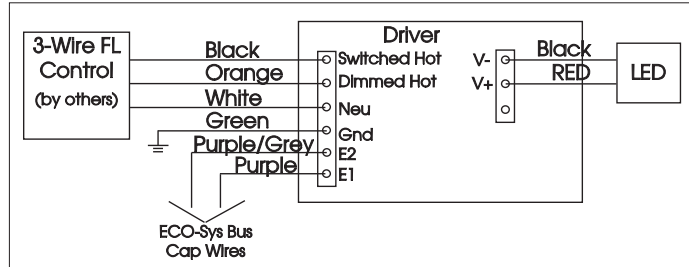 3-Wire FL
Control
(by others)
Black
Orange
White
Green
Purple/Grey
Purple
ECO-Sys Bus
Cap Wires
Driver
Switched Hot
Dimmed Hot
Neu
Gnd
E2
E1
V-
V+
Black
RED
LED